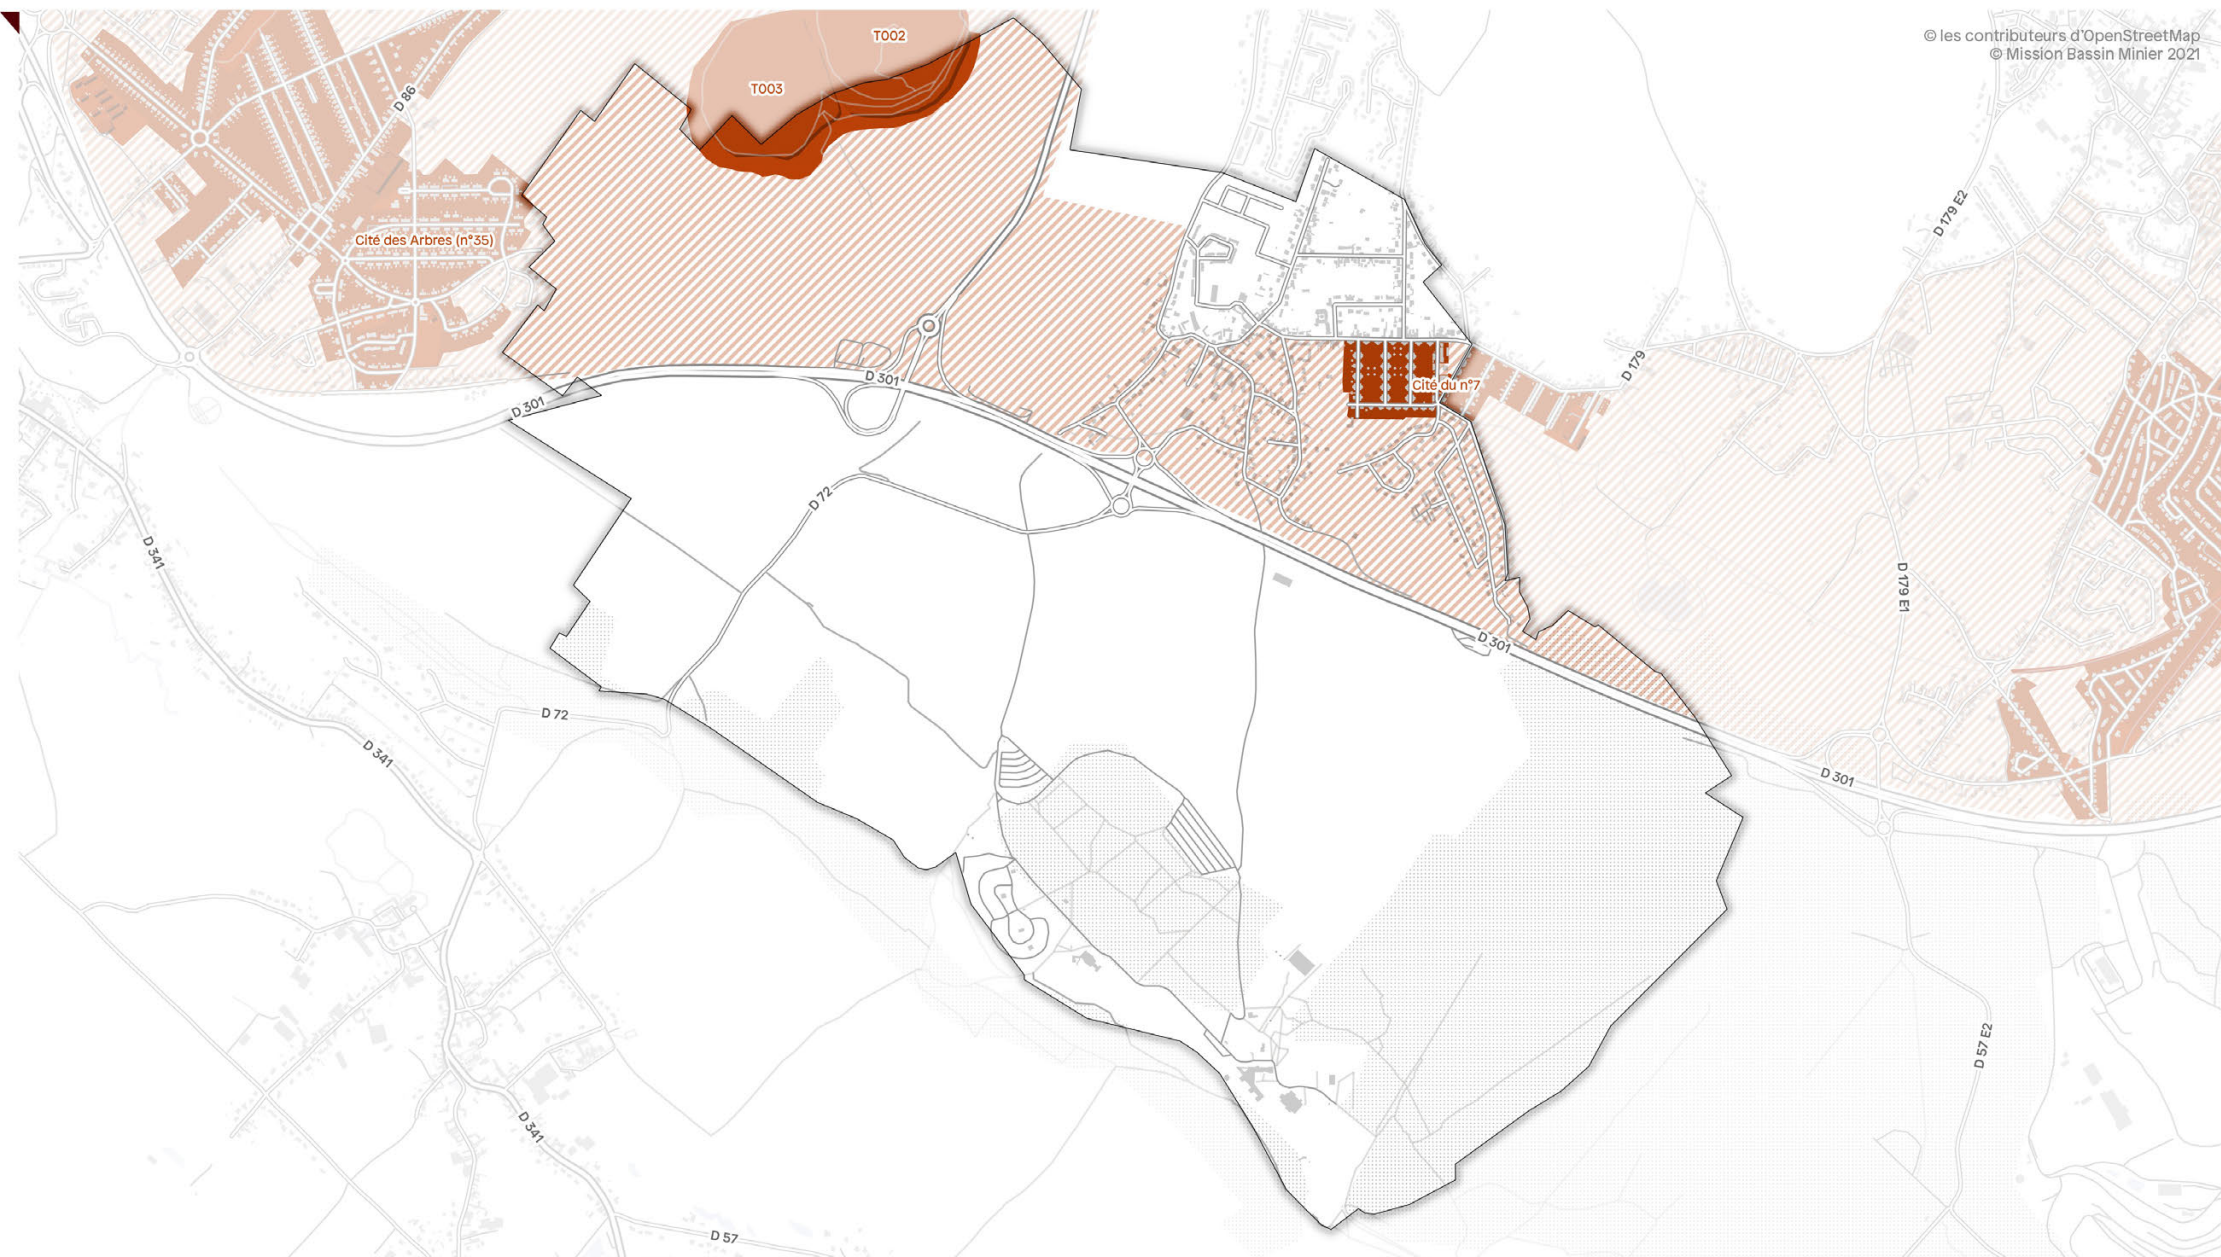 © les contributeurs d'OpenStreetMap
© Mission Bassin Minier 2021
T002
T003
D 86
D 179 E2
Cité des Arbres (n°35)
D 301
D 179
Cité du n°7
D 301
D 72
D 341
D 179 E1
D 301
D 72
D 341
D 301
D 57 E2
D 341
D 57